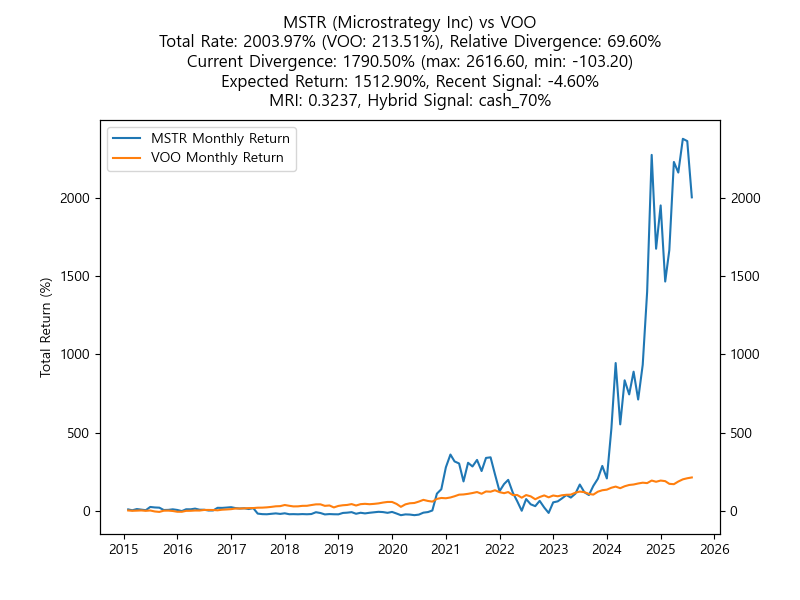 MSTR (Microstrategy Inc) vs VOO
Total Rate: 2003.97% (VOO: 213.51%), Relative Divergence: 69.60%
Current Divergence: 1790.50% (max: 2616.60, min: -103.20)
Expected Return: 1512.90%, Recent Signal: -4.60%
MRI: 0.3237, Hybrid Signal: cash_70%
MSTR Monthly Return
VOO Monthly Return
Total Return (%)
2000
1500
1000
500
0
2000
1500
1000
500
0
2015 2016 2017 2018 2019 2020 2021 2022 2023 2024 2025 2026